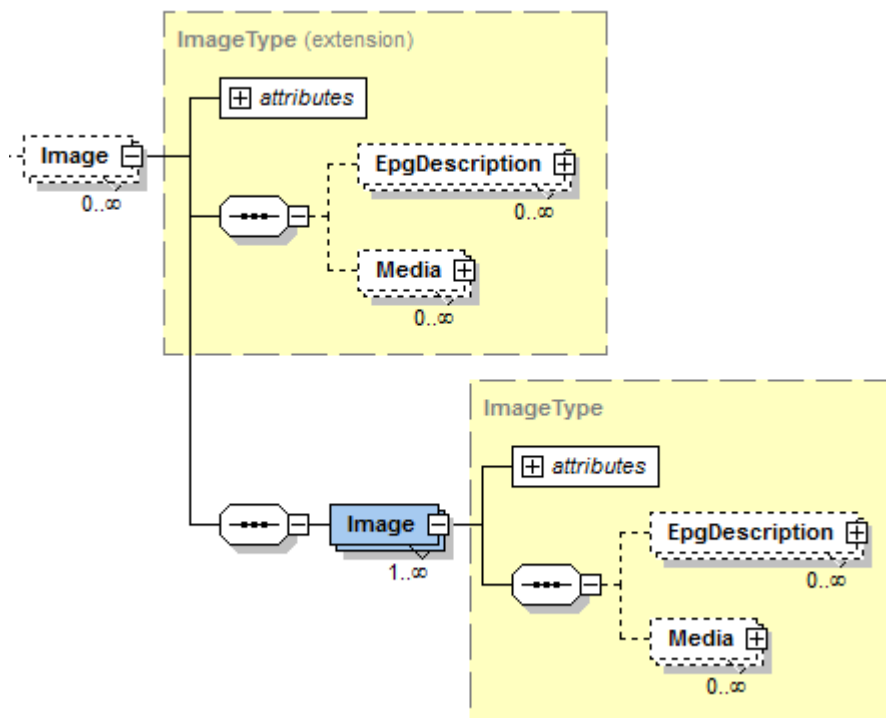 ImageType (extension)
attributes
Image
0..∞
EpgDescription
0..∞
Media
0..∞
ImageType
attributes
Image
1..∞
EpgDescription
0..∞
Media
0..∞